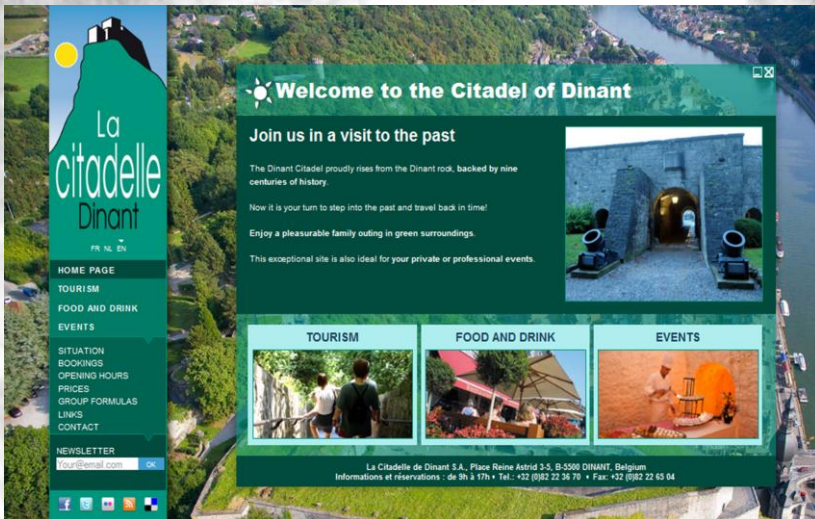 La
citadelle
Dinant
FR NL EN
HOME PAGE
TOURISM
FOOD AND DRINK
EVENTS
SITUATION
BOOKINGS
OPENING HOURS
PRICES
GROUP FORMULAS
LINKS
CONTACT
NEWSLETTER
Your@email.com OK
Welcome to the Citadel of Dinant
Join us in a visit to the past
The Dinant Citadel proudly rises from the Dinant rock, backed by nine
centuries of history.
Now it is your turn to step into the past and travel back in time!
Enjoy a pleasurable family outing in green surroundings.
This exceptional site is also ideal for your private or professional events.
TOURISM
FOOD AND DRINK
EVENTS
La Citadelle de Dinant S.A., Place Reine Astrid 3-5, B-5500 DINANT, Belgium
Informations et réservations : de 9h à 17h • Tel.: +32 (0)82 22 36 70 • Fax: +32 (0)82 22 65 04